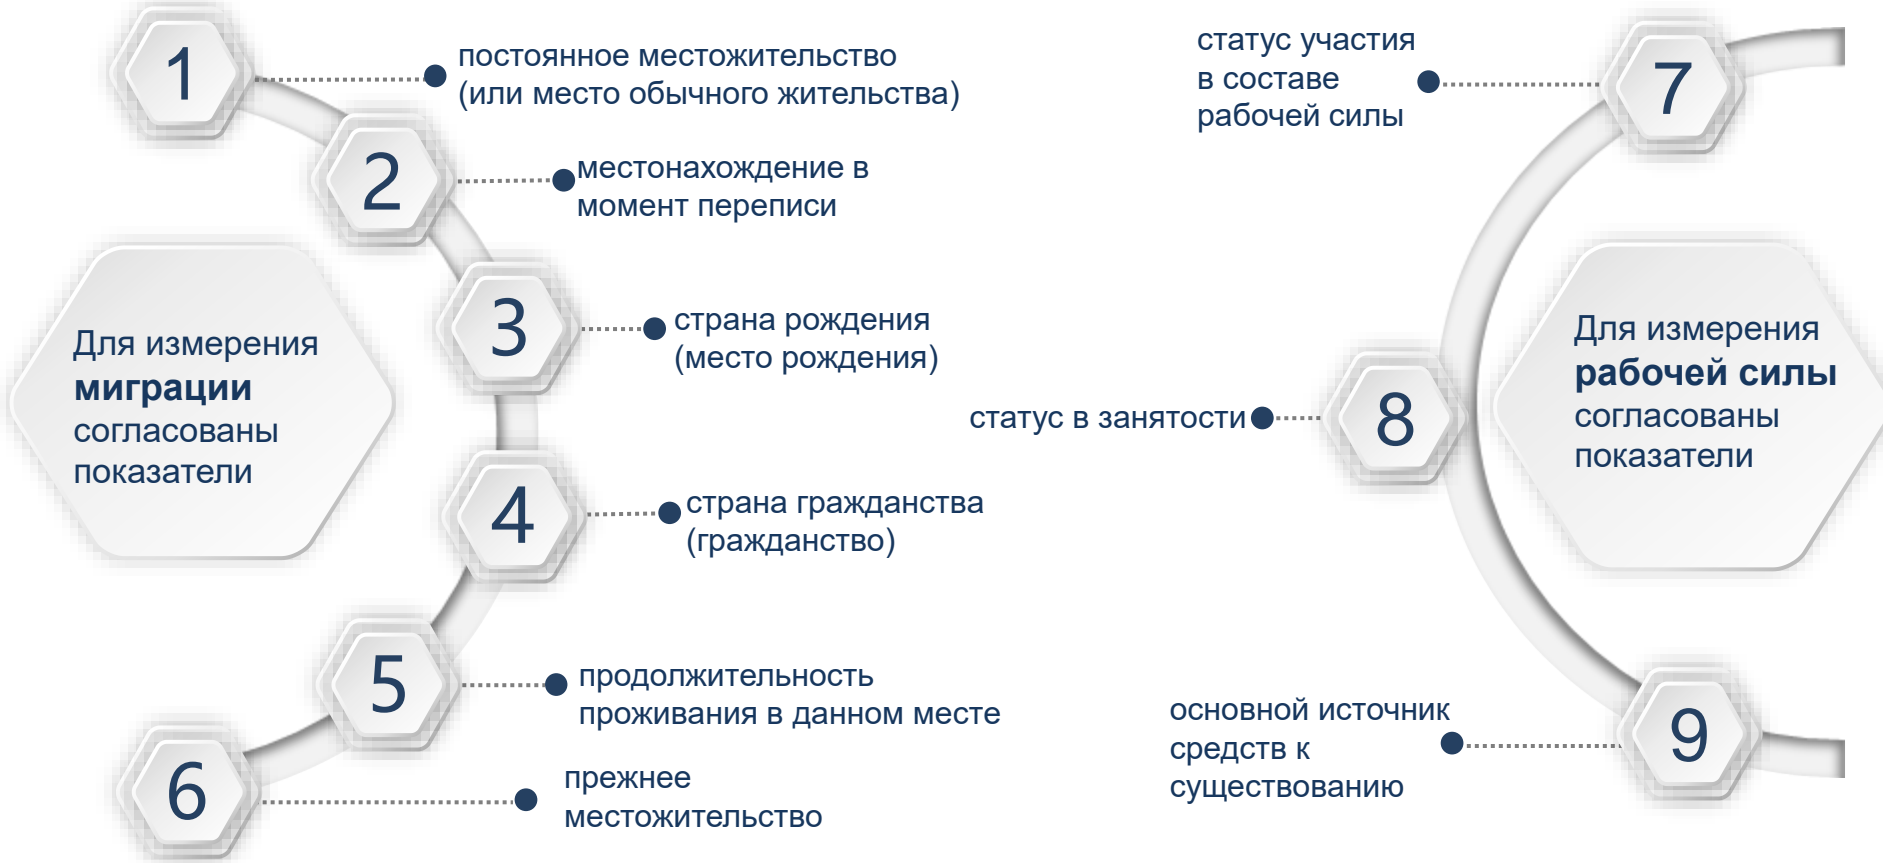 Для измерения
миграции
согласованы
показатели
1
постоянное местожительство
(или место обычного жительства)
2
местонахождение в
момент переписи
3
страна рождения
(место рождения)
4
страна гражданства
(гражданство)
5
продолжительность
проживания в данном месте
6
прежнее
местожительство
Для измерения
рабочей силы
согласованы
показатели
7
статус участия
в составе
рабочей силы
8
статус в занятости
9
основной источник
средств к
существованию